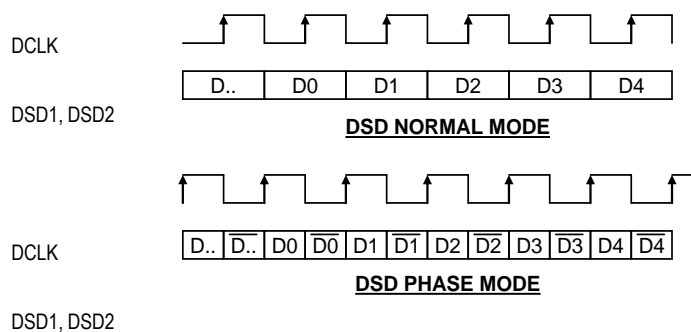 DCLK
D.. D0 D1 D2 D3 D4
DSD1, DSD2
DSD NORMAL MODE
DCLK
D.. D̅.̅.̅ D0 D̅0̅ D1 D̅1̅ D2 D̅2̅ D3 D̅3̅ D4 D̅4̅
DSD PHASE MODE
DSD1, DSD2